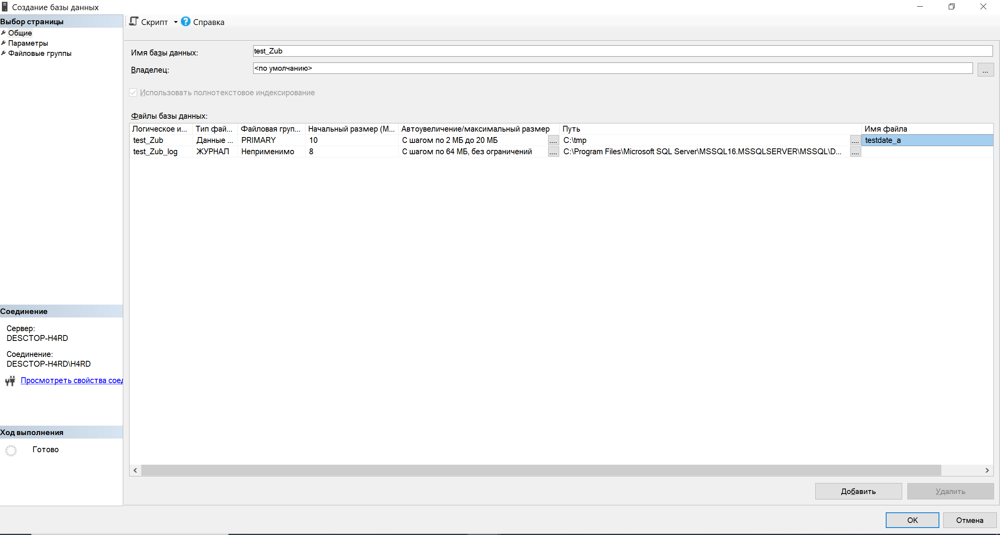 Создание базы данных
Выбор страницы
Общие
Параметры
Файловые группы
Скрипт
Справка
Имя базы данных:
test_Zub
Владелец:
<по умолчанию>
...
Использовать полнотекстовое индексирование
Файлы базы данных:
Логическое и... Тип фай... Файловая груп... Начальный размер (М... Автоувеличение/максимальный размер Путь Имя файла
test_Zub Данные ... PRIMARY 10 С шагом по 2 МБ до 20 МБ .... C:\tmp .... testdate_a
test_Zub_log ЖУРНАЛ Неприменимо 8 С шагом по 64 МБ, без ограничений .... C:\Program Files\Microsoft SQL Server\MSSQL16.MSSQLSERVER\MSSQL\D... ....
Соединение
Сервер:
DESCTOP-H4RD
Соединение:
DESCTOP-H4RD\H4RD
Просмотреть свойства соед
Ход выполнения
Готово
Добавить
Удалить
OK
Отмена